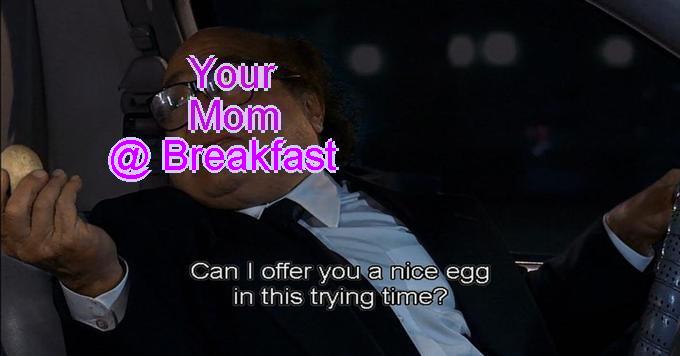 Your
Mom
@ Breakfast
Can I offer you a nice egg
in this trying time?